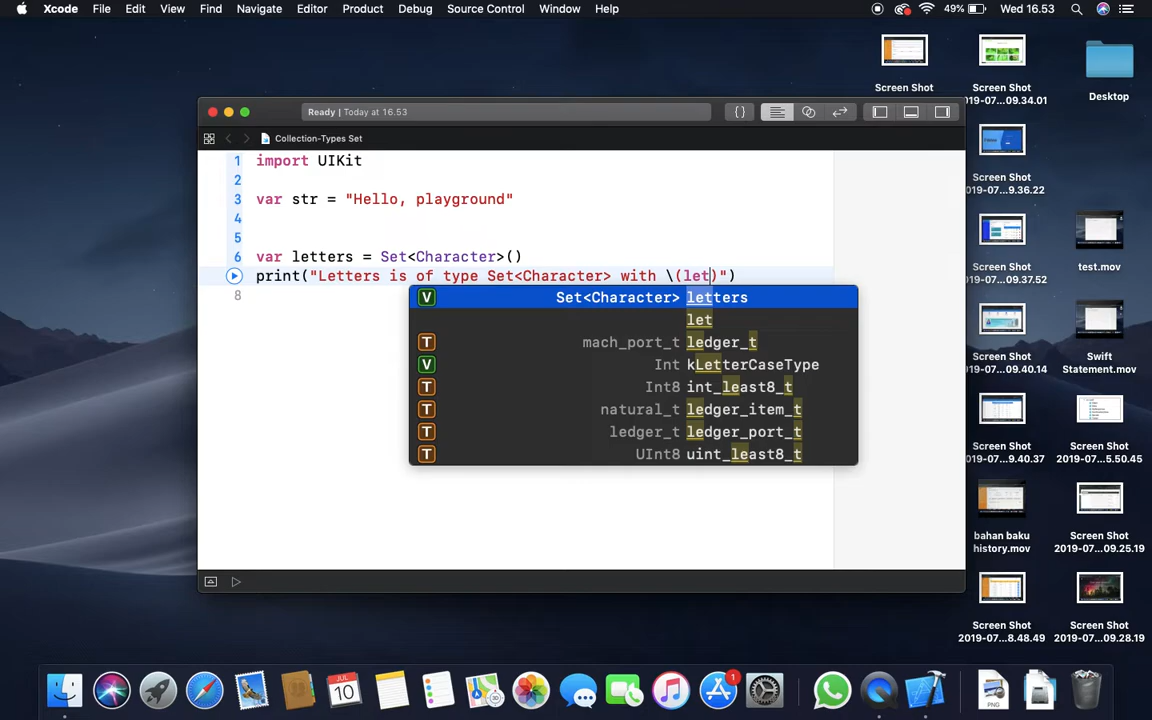 Xcode File Edit View Find Navigate Editor Product Debug Source Control Window Help 49% Wed 16.53
Ready | Today at 16.53
Collection-Types Set
1 import UIKit
2
3 var str = "Hello, playground"
4
5
6 var letters = Set<Character>()
print("Letters is of type Set<Character> with \(let)")
8
Set<Character> letters
let
mach_port_t ledger_t
Int kLetterCaseType
Int8 int_least8_t
natural_t ledger_item_t
ledger_t ledger_port_t
UInt8 uint_least8_t
V
T
V
T
T
T
T
Screen Shot
Screen Shot
2019-07...09.34.01
Desktop
Screen Shot
2019-07...9.36.22
Screen Shot
2019-07...09.37.52
test.mov
Screen Shot
2019-07...09.40.14
Swift
Statement.mov
Screen Shot
2019-07...09.40.37
Screen Shot
2019-07...5.50.45
bahan baku
history.mov
Screen Shot
2019-07...09.25.19
Screen Shot
2019-07...8.48.49
Screen Shot
2019-07...09.28.19
JUL
10
1
PNG